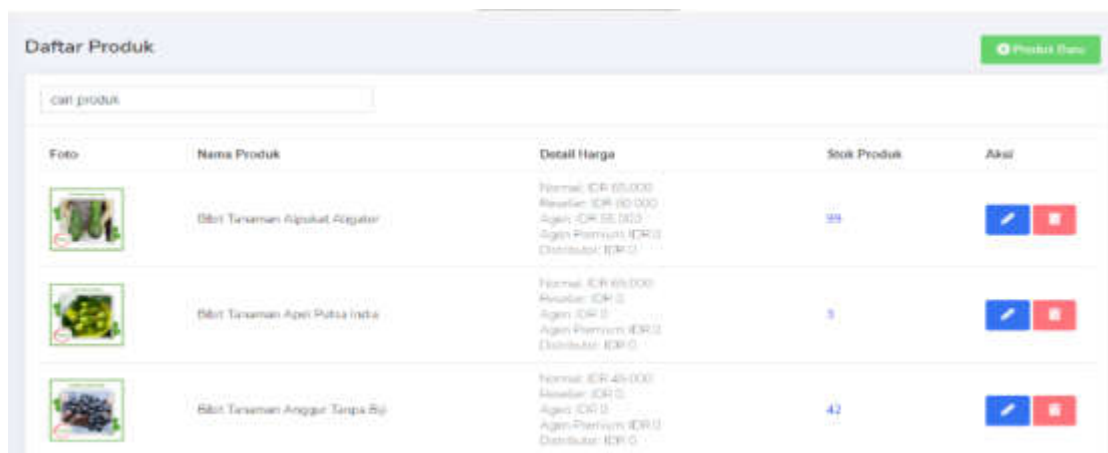 Daftar Produk
Produk Baru
cari produk
Foto Nama Produk Detail Harga Stok Produk Aksi
Normal: IDR 65.000
Reseller: IDR 60.000
Agen: IDR 55.000
Agen Premium: IDR 0
Distributor: IDR 0
Bibit Tanaman Alpukat Aligator 99
Normal: IDR 65.000
Reseller: IDR 0
Agen: IDR 0
Agen Premium: IDR 0
Distributor: IDR 0
Bibit Tanaman Apel Putsa India 3
Normal: IDR 45.000
Reseller: IDR 0
Agen: IDR 0
Agen Premium: IDR 0
Distributor: IDR 0
Bibit Tanaman Anggur Tanpa Biji 42